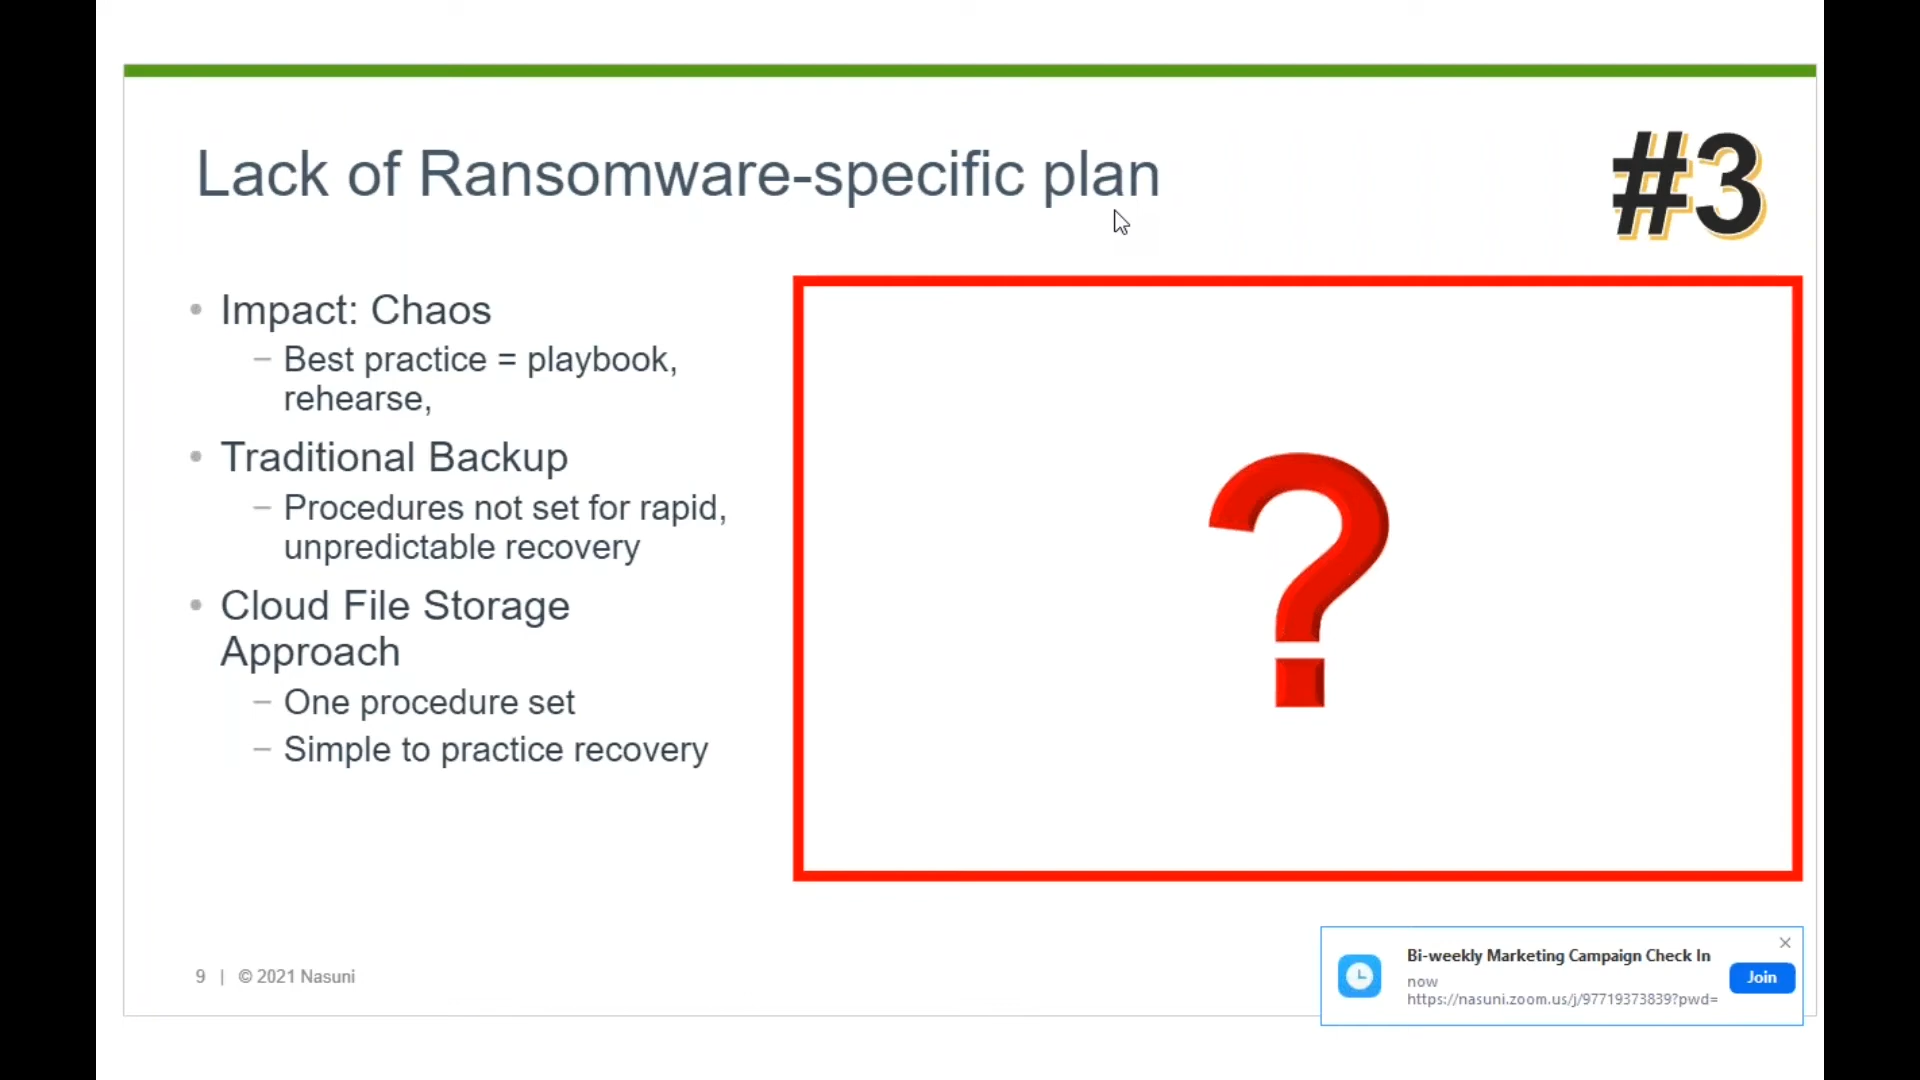 Lack of Ransomware-specific plan
#3
• Impact: Chaos
– Best practice = playbook,
rehearse,
• Traditional Backup
– Procedures not set for rapid,
unpredictable recovery
• Cloud File Storage
Approach
– One procedure set
– Simple to practice recovery
?
9 | © 2021 Nasuni
Bi-weekly Marketing Campaign Check In
now
https://nasuni.zoom.us/j/97719373839?pwd=
Join